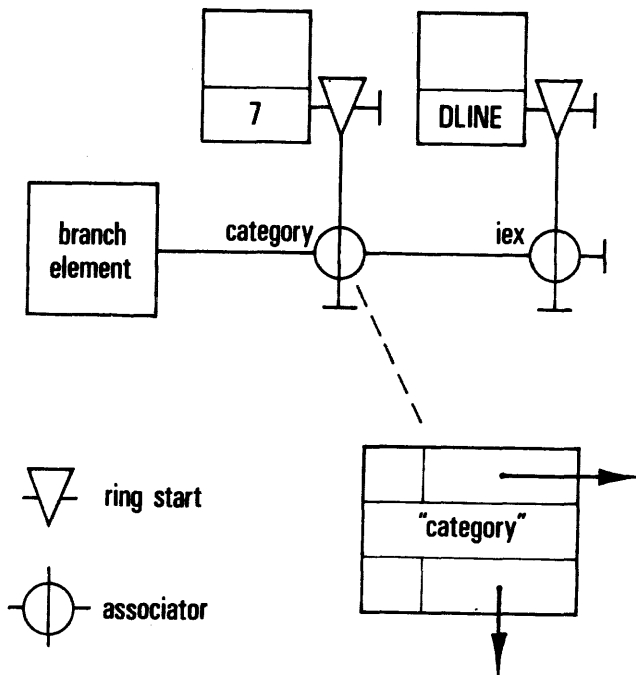 7
DLINE
branch
element
category
iex
"category"
ring start
associator